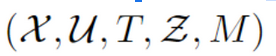 (𝒳, 𝒰, T, 𝒵, M)